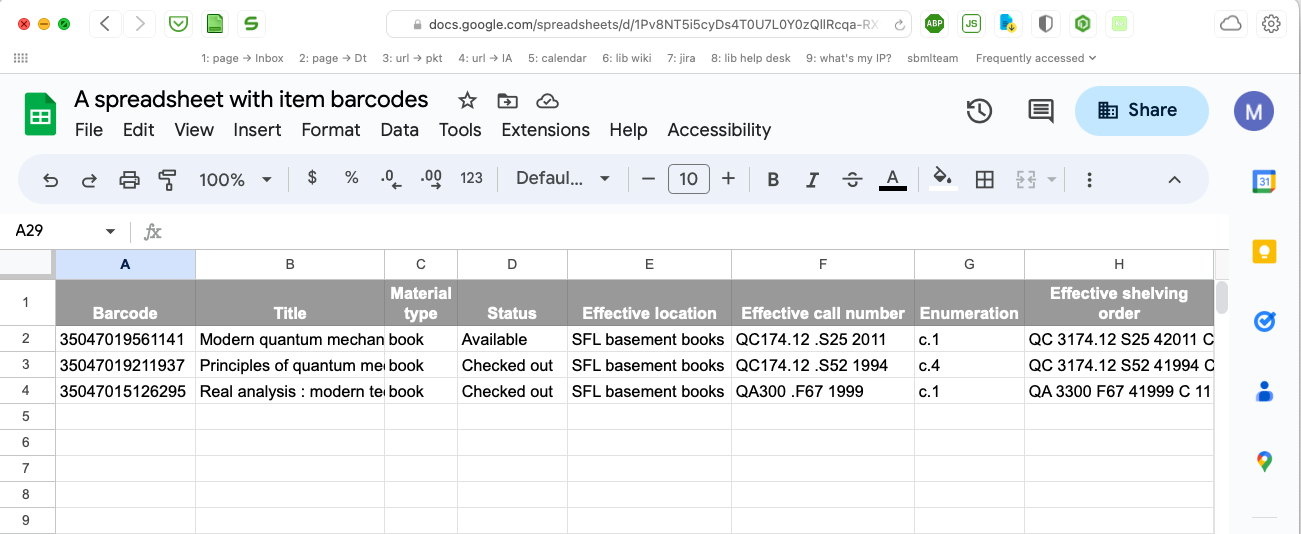 docs.google.com/spreadsheets/d/1Pv8NT5i5cyDs4T0U7L0Y0zQllRcqa-RX
ABP
JS
1: page → Inbox 2: page → Dt 3: url → pkt 4: url → IA 5: calendar 6: lib wiki 7: jira 8: lib help desk 9: what's my IP? sbmlteam Frequently accessed
A spreadsheet with item barcodes
File Edit View Insert Format Data Tools Extensions Help Accessibility
Share
M
100% $ % .0 .00 123 Defaul... − 10 + B I S A
31
A29 fx
A B C D E F G H
1 Barcode Title Material type Status Effective location Effective call number Enumeration Effective shelving order
2 35047019561141 Modern quantum mechan book Available SFL basement books QC174.12 .S25 2011 c.1 QC 3174.12 S25 42011 C
3 35047019211937 Principles of quantum me book Checked out SFL basement books QC174.12 .S52 1994 c.4 QC 3174.12 S52 41994 C
4 35047015126295 Real analysis : modern te book Checked out SFL basement books QA300 .F67 1999 c.1 QA 3300 F67 41999 C 11
5
6
7
8
9